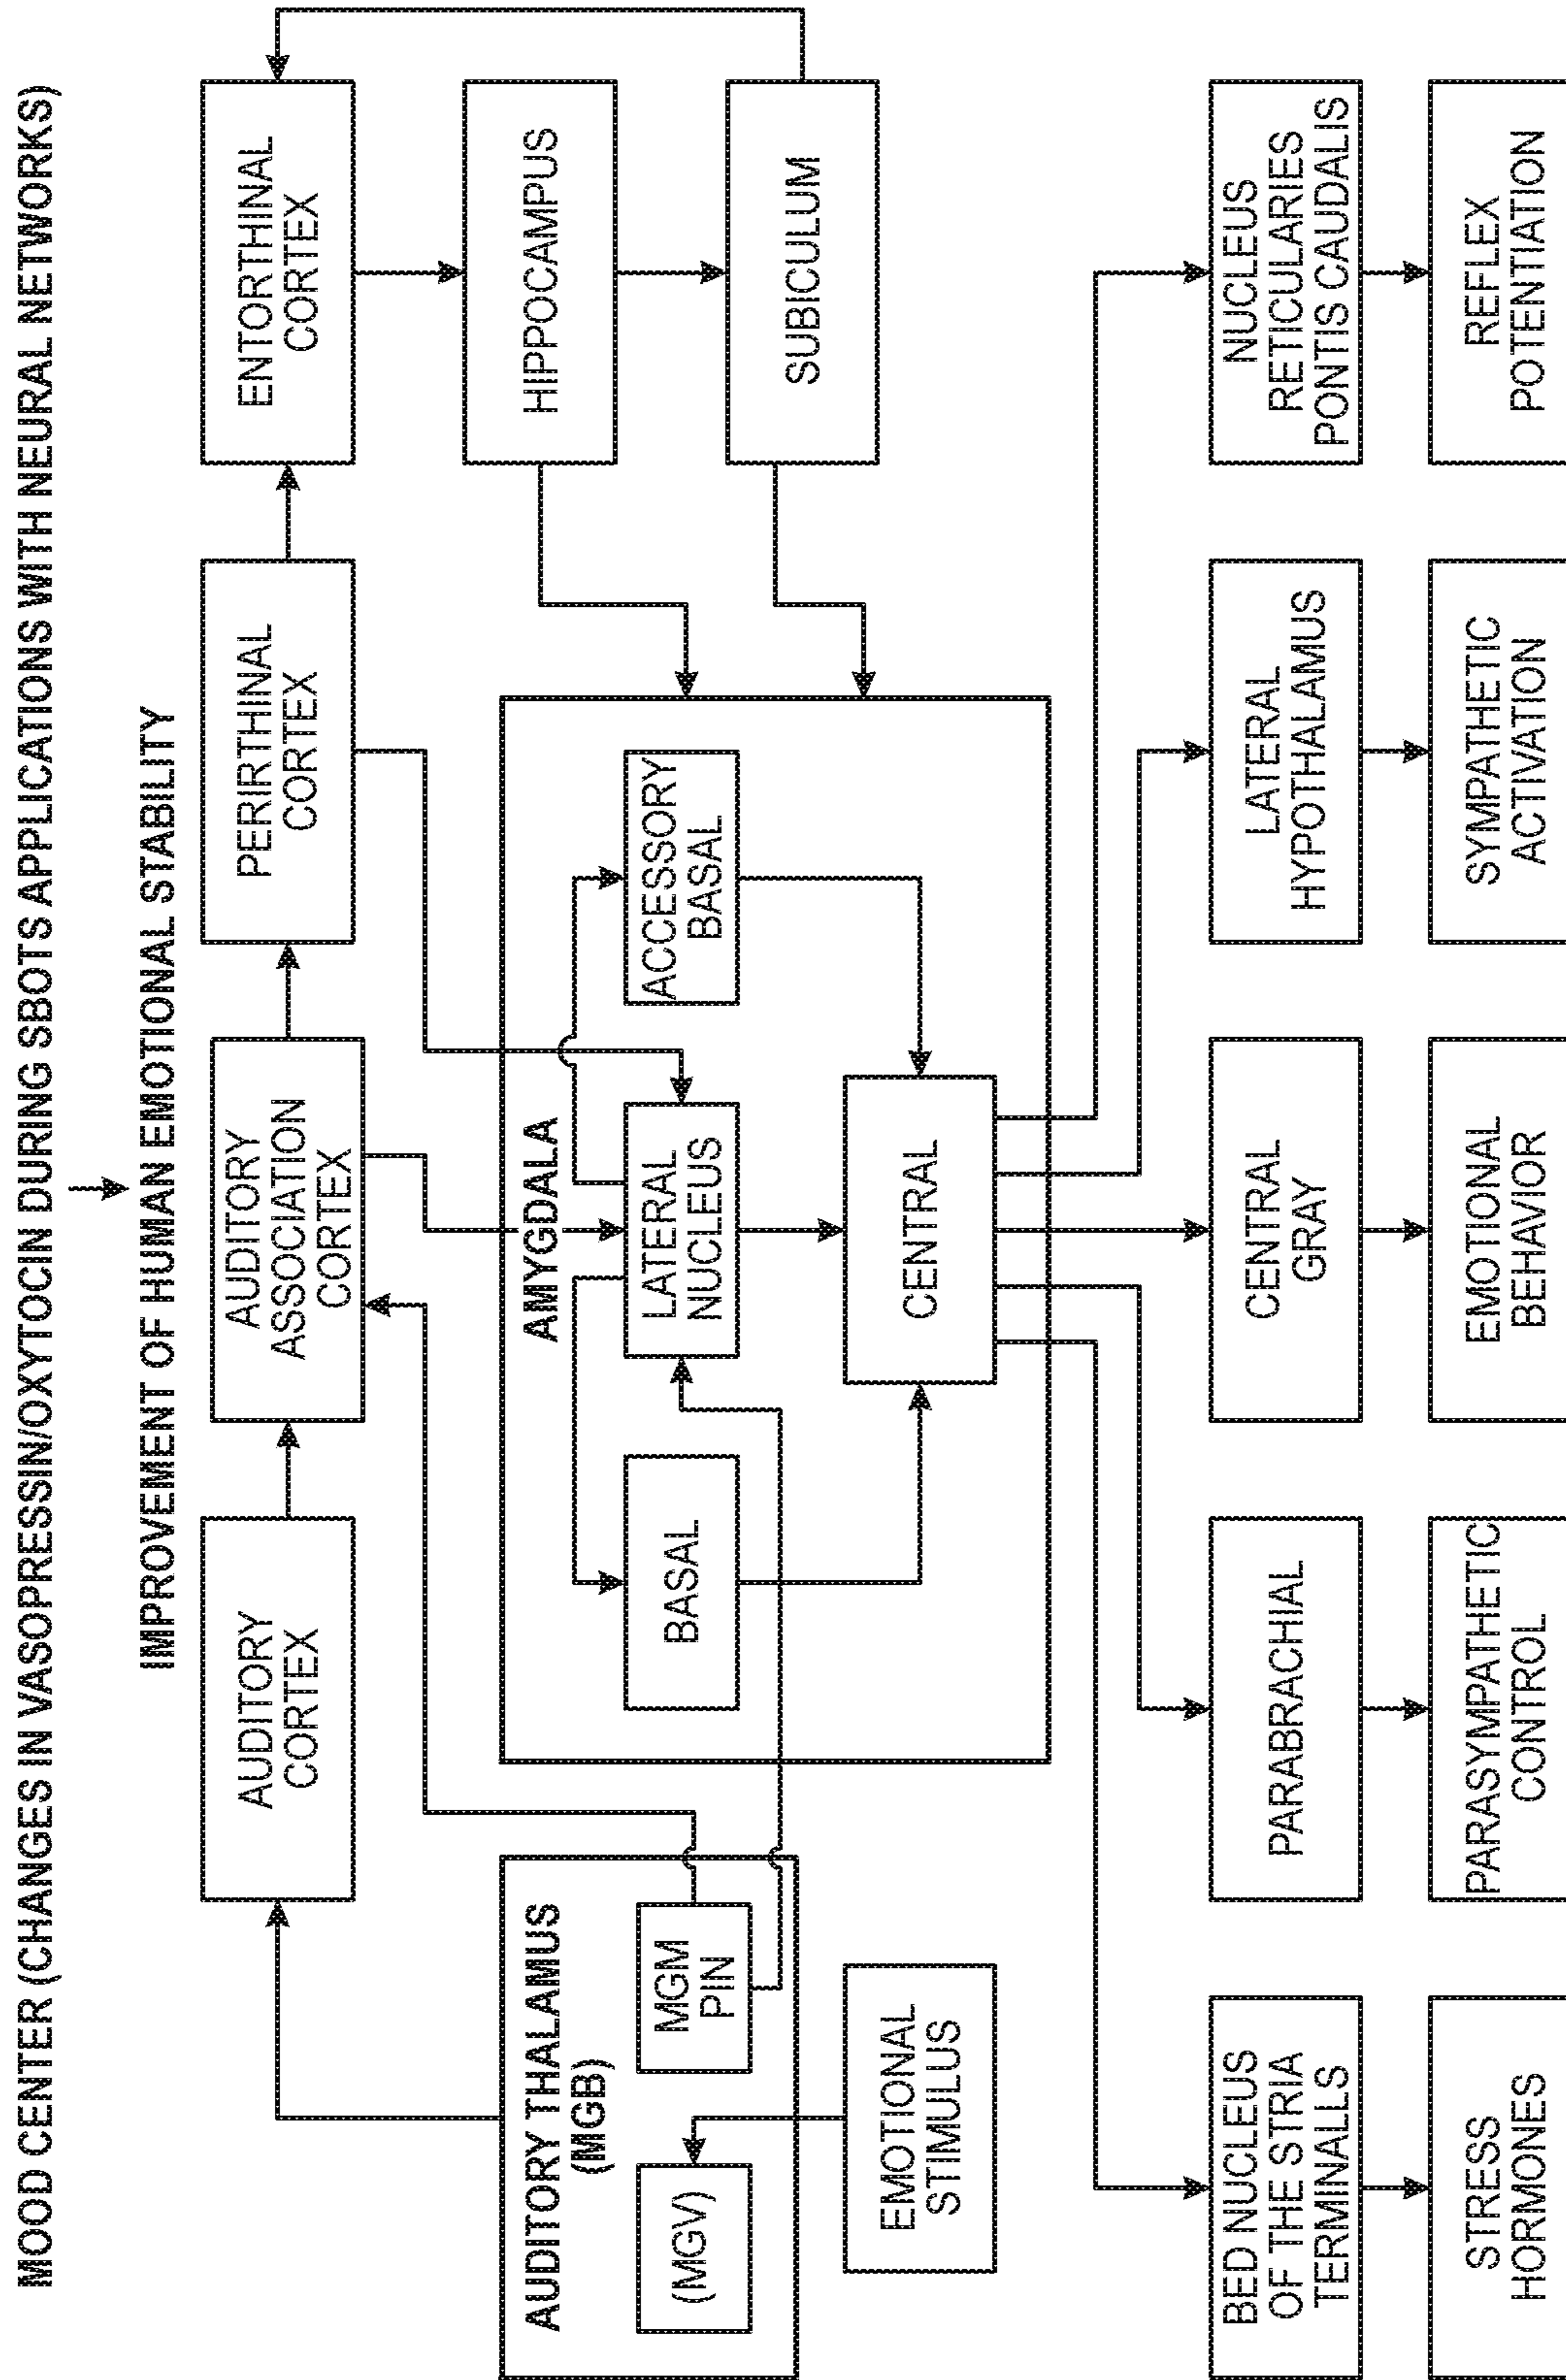 MOOD CENTER (CHANGES IN VASOPRESSIN/OXYTOCIN DURING SBOTS APPLICATIONS WITH NEURAL NETWORKS)
IMPROVEMENT OF HUMAN EMOTIONAL STABILITY
AUDITORY
CORTEX
AUDITORY
ASSOCIATION
CORTEX
PERIRTHINAL
CORTEX
ENTORTHINAL
CORTEX
AUDITORY THALAMUS
(MGB)
(MGV)
MGM
PIN
EMOTIONAL
STIMULUS
AMYGDALA
BASAL
LATERAL
NUCLEUS
ACCESSORY
BASAL
CENTRAL
HIPPOCAMPUS
SUBICULUM
BED NUCLEUS
OF THE STRIA
TERMINALLS
PARABRACHIAL
CENTRAL
GRAY
LATERAL
HYPOTHALAMUS
NUCLEUS
RETICULARIES
PONTIS CAUDALIS
STRESS
HORMONES
PARASYMPATHETIC
CONTROL
EMOTIONAL
BEHAVIOR
SYMPATHETIC
ACTIVATION
REFLEX
POTENTIATION